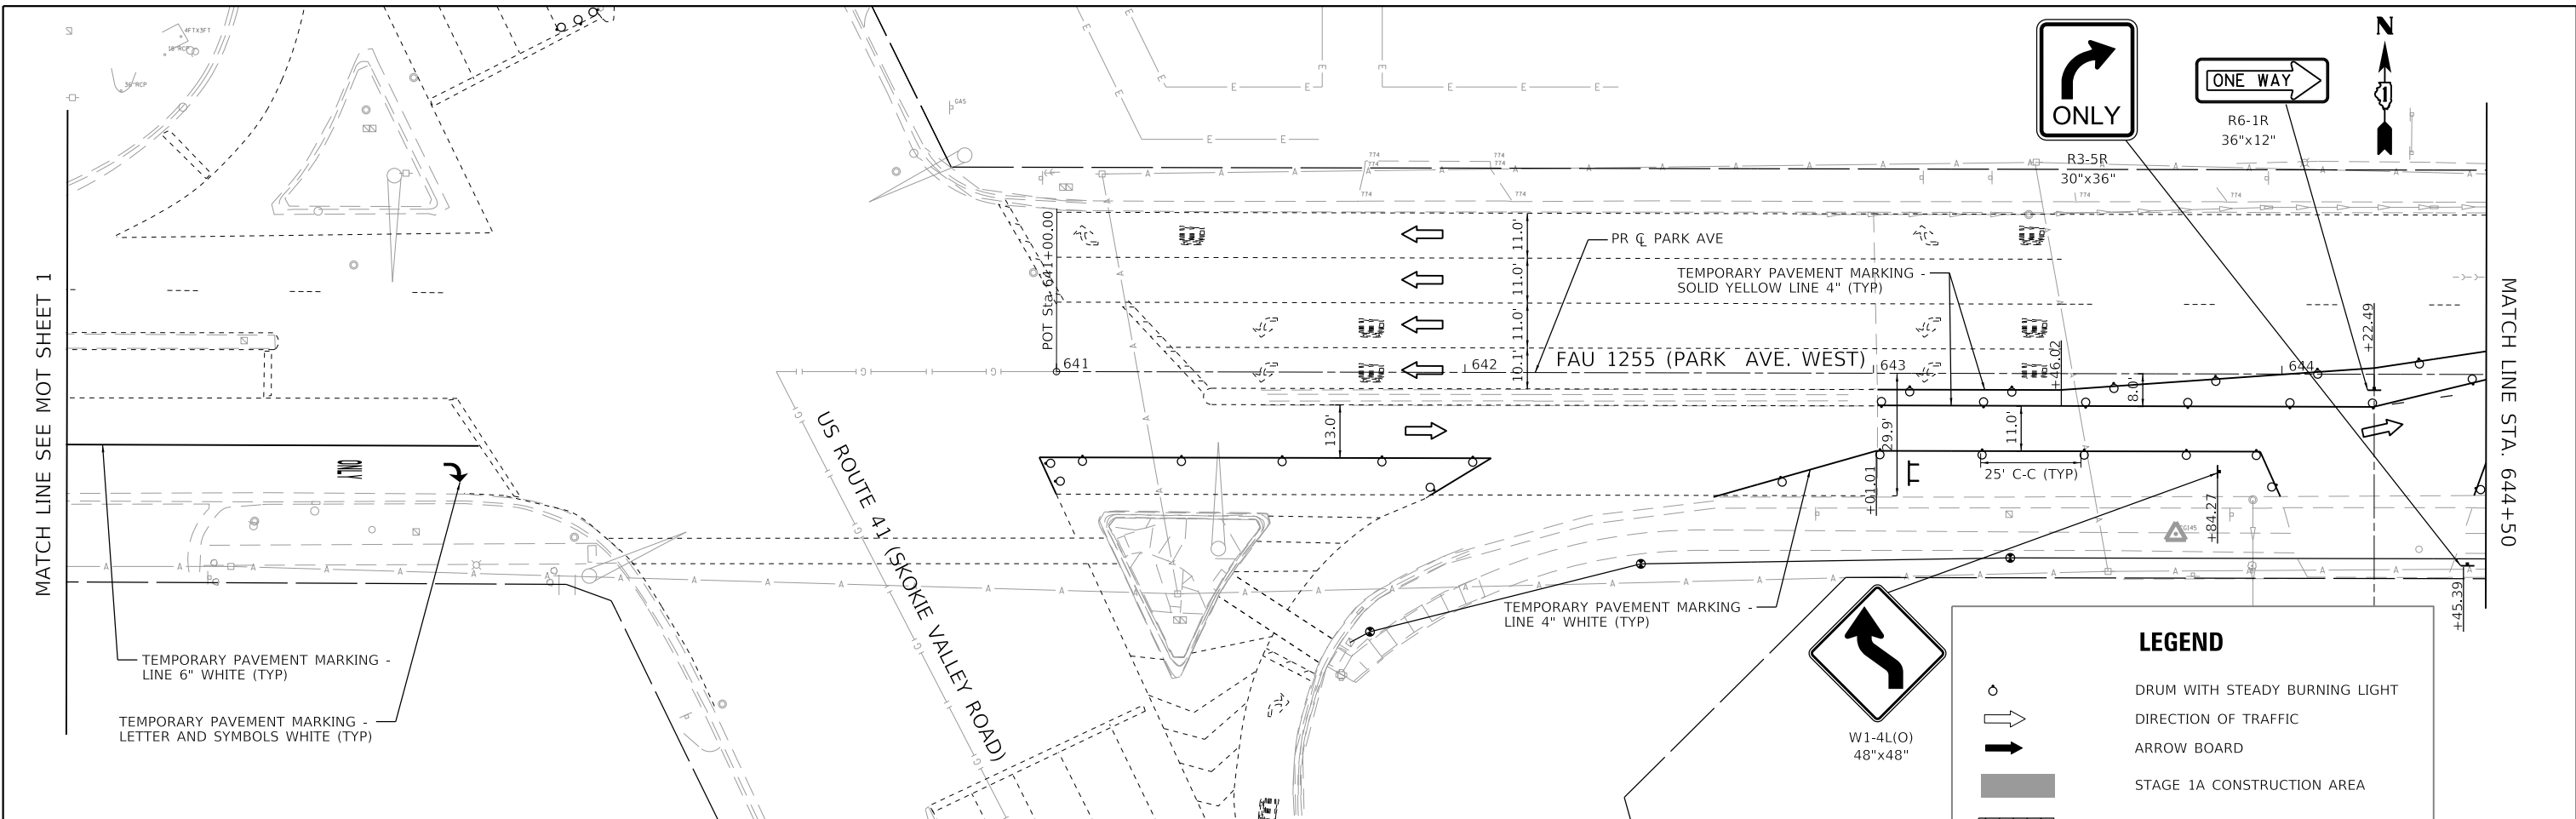 4FTX3FT
18"RCP
36"RCP
GAS
ONLY
R3-5R
30"x36"
ONE WAY
R6-1R
36"x12"
N
MATCH LINE SEE MOT SHEET 1
MATCH LINE STA. 644+50
POT Sta 641+00.00
11.0'
11.0'
11.0'
10.1'
PR ℄ PARK AVE
TEMPORARY PAVEMENT MARKING -
SOLID YELLOW LINE 4" (TYP)
641
642
FAU 1255 (PARK AVE. WEST)
643
644
+46.02
+22.49
8.0'
13.0'
29.9'
11.0'
25' C-C (TYP)
+01.01
+84.27
+45.39
ONLY
US ROUTE 41 (SKOKIE VALLEY ROAD)
TEMPORARY PAVEMENT MARKING -
LINE 4" WHITE (TYP)
TEMPORARY PAVEMENT MARKING -
LINE 6" WHITE (TYP)
TEMPORARY PAVEMENT MARKING -
LETTER AND SYMBOLS WHITE (TYP)
W1-4L(O)
48"x48"
LEGEND
DRUM WITH STEADY BURNING LIGHT
DIRECTION OF TRAFFIC
ARROW BOARD
STAGE 1A CONSTRUCTION AREA